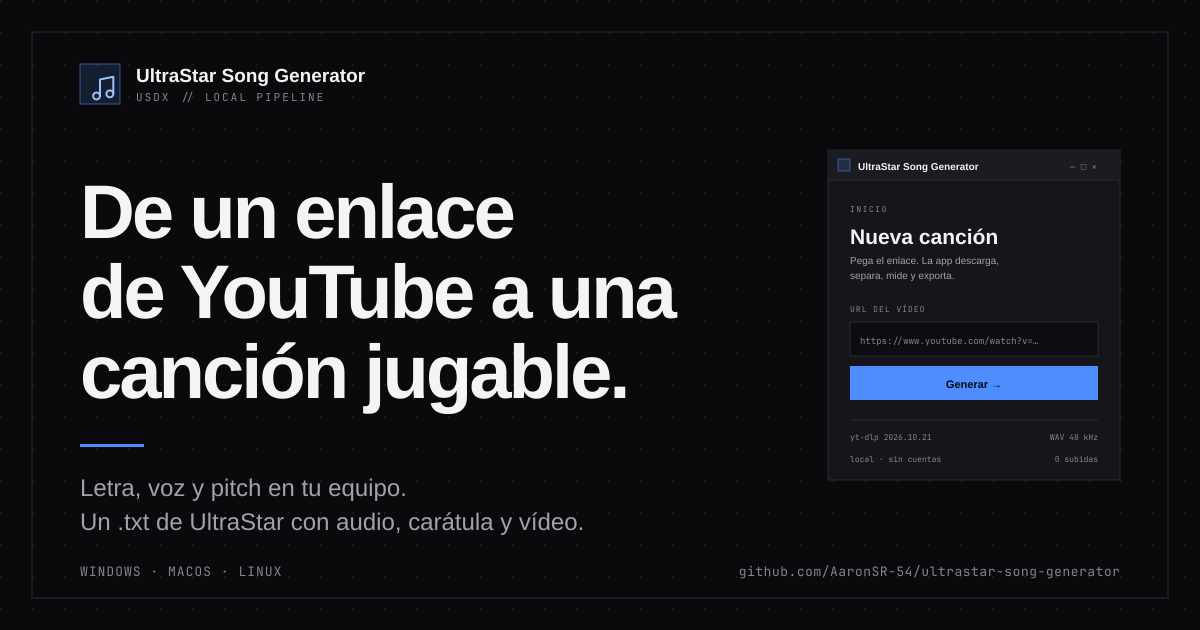 UltraStar Song Generator
USDX // LOCAL PIPELINE
De un enlace
de YouTube a una
canción jugable.
Letra, voz y pitch en tu equipo.
Un .txt de UltraStar con audio, carátula y vídeo.
WINDOWS · MACOS · LINUX
UltraStar Song Generator
INICIO
Nueva canción
Pega el enlace. La app descarga,
separa, mide y exporta.
URL DEL VÍDEO
https://www.youtube.com/watch?v=…
Generar →
yt-dlp 2026.10.21 WAV 48 kHz
local · sin cuentas 0 subidas
github.com/AaronSR-54/ultrastar-song-generator